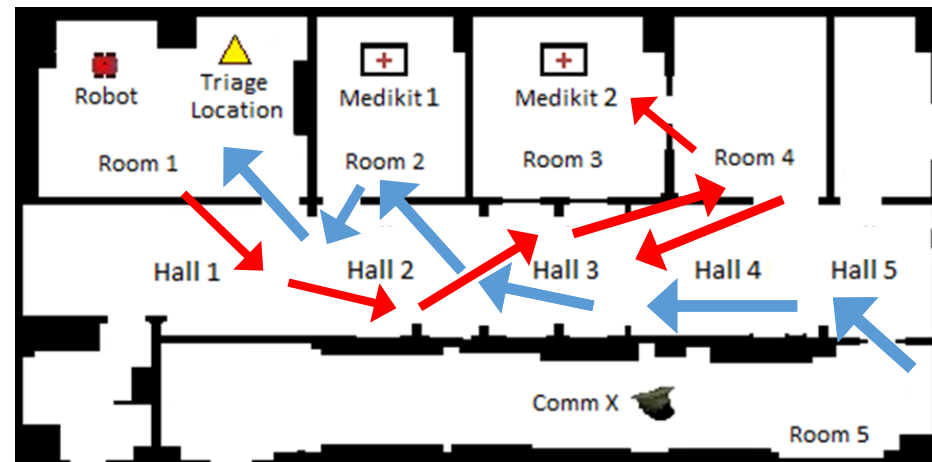 Robot
Triage
Location
Medikit 1
Medikit 2
Room 1
Room 2
Room 3
Room 4
Hall 1
Hall 2
Hall 3
Hall 4
Hall 5
Comm X
Room 5